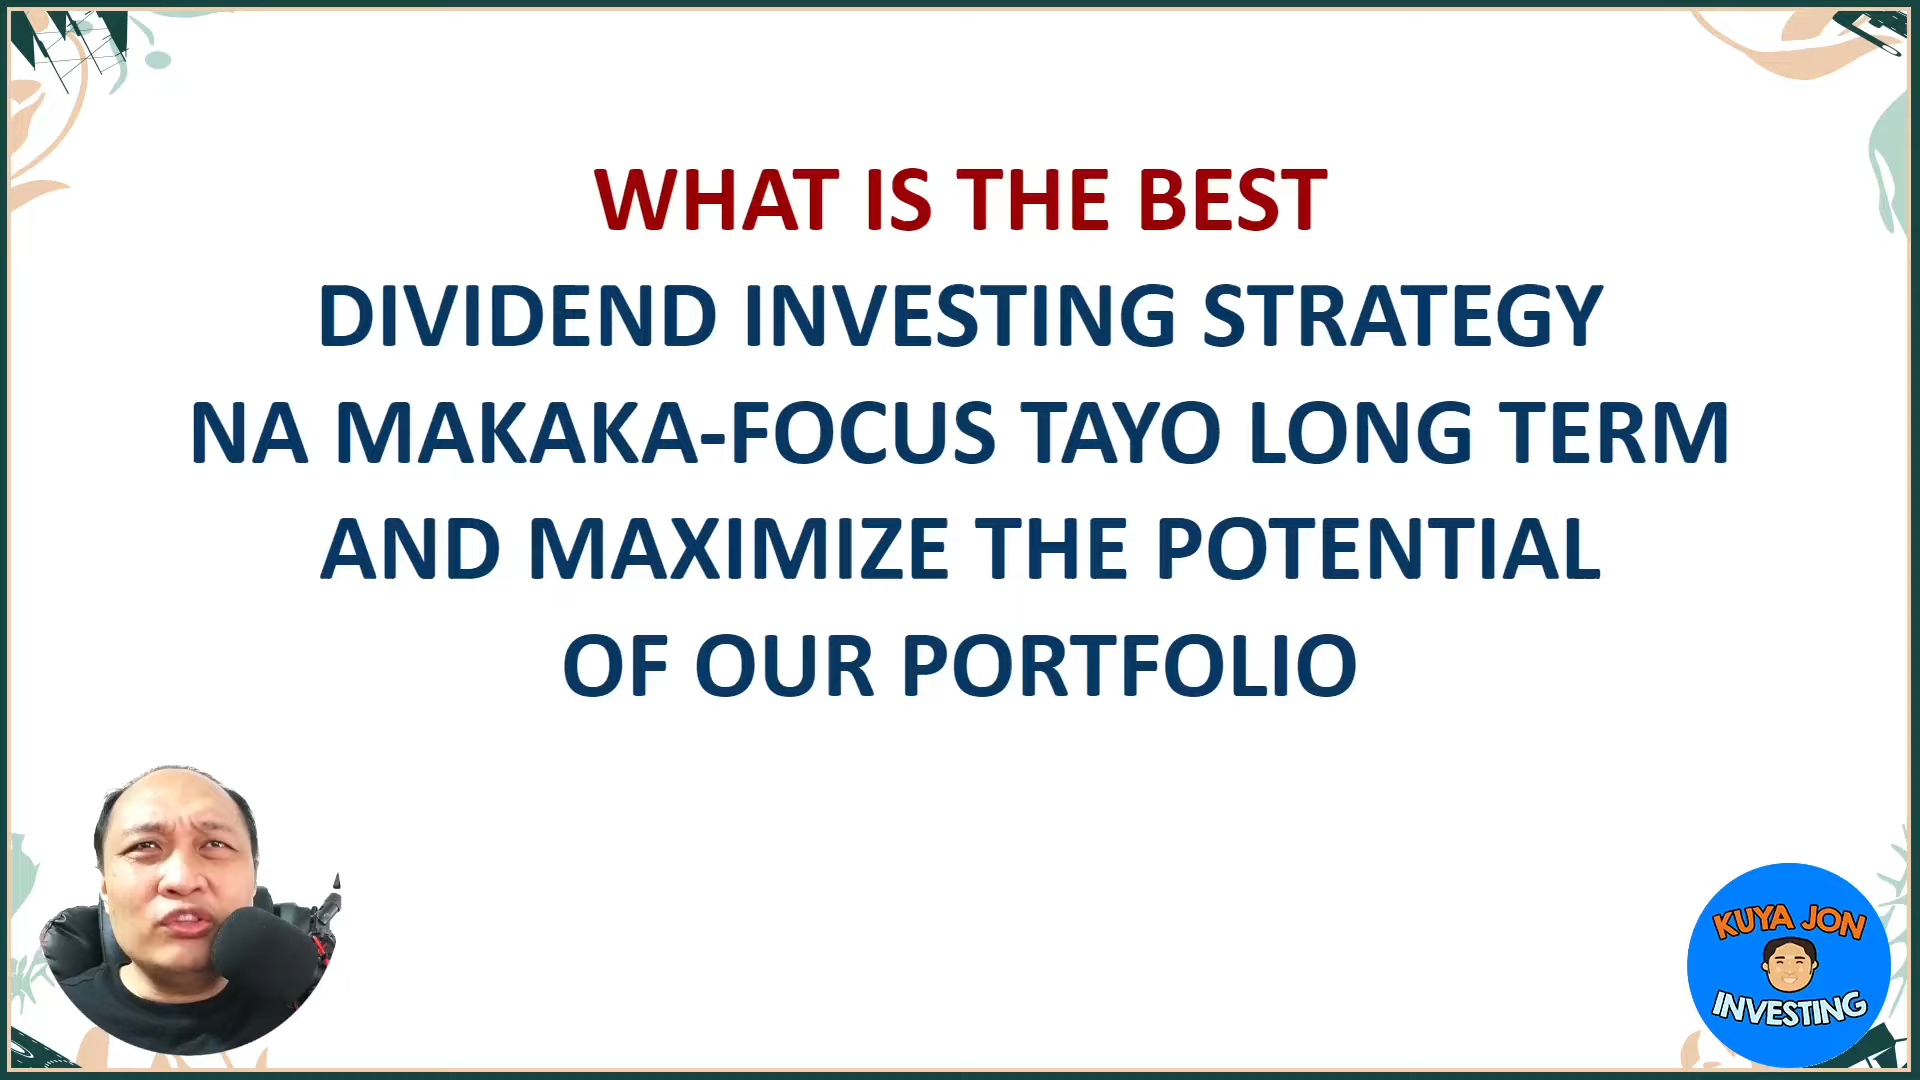 WHAT IS THE BEST
DIVIDEND INVESTING STRATEGY
NA MAKAKA-FOCUS TAYO LONG TERM
AND MAXIMIZE THE POTENTIAL
OF OUR PORTFOLIO
KUYA JON
INVESTING